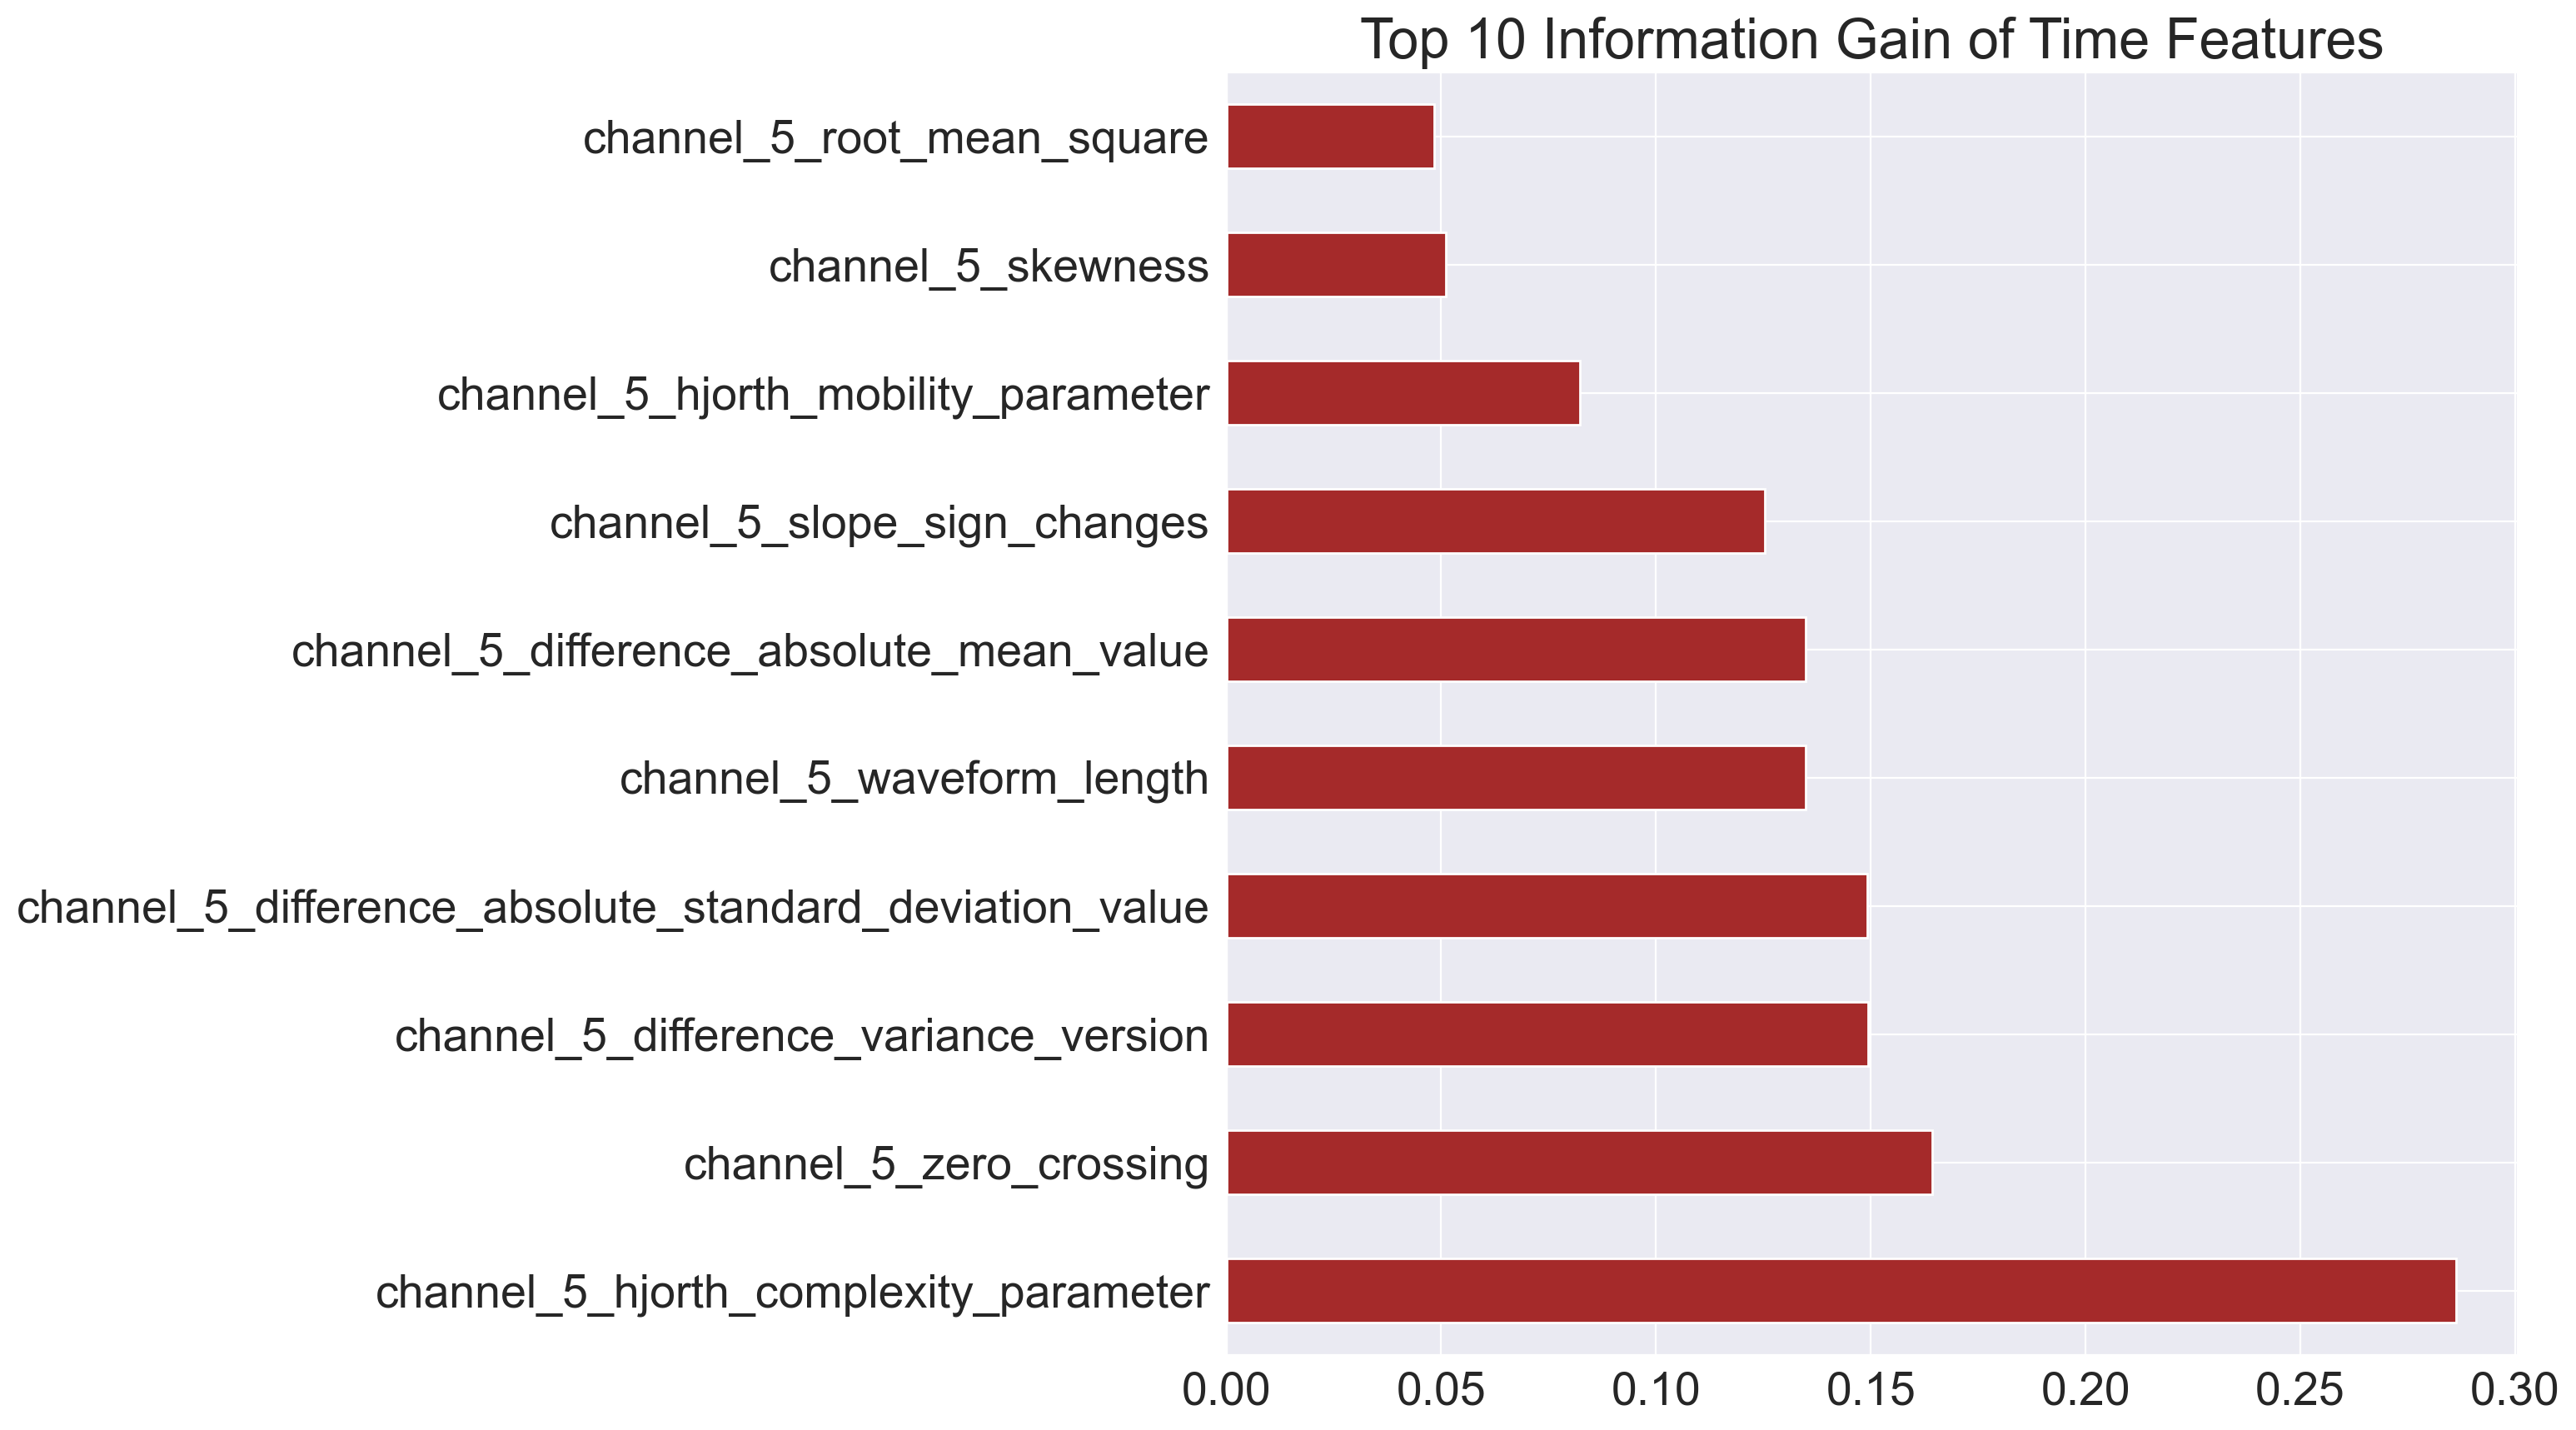 Top 10 Information Gain of Time Features
channel_5_root_mean_square
channel_5_skewness
channel_5_hjorth_mobility_parameter
channel_5_slope_sign_changes
channel_5_difference_absolute_mean_value
channel_5_waveform_length
channel_5_difference_absolute_standard_deviation_value
channel_5_difference_variance_version
channel_5_zero_crossing
channel_5_hjorth_complexity_parameter
0.00 0.05 0.10 0.15 0.20 0.25 0.30